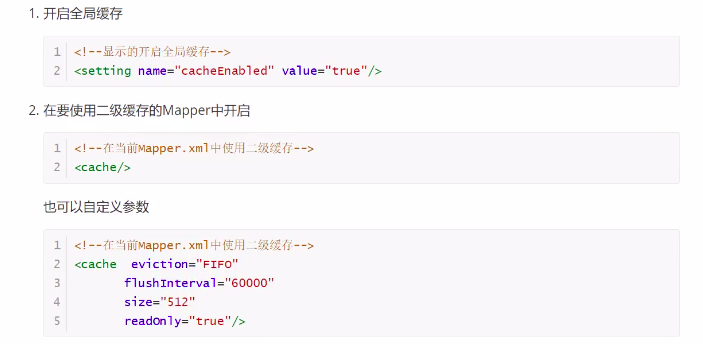 1. 开启全局缓存
1 <!--显示的开启全局缓存-->
2 <setting name="cacheEnabled" value="true"/>
2. 在要使用二级缓存的Mapper中开启
1 <!--在当前Mapper.xml中使用二级缓存-->
2 <cache/>
也可以自定义参数
1 <!--在当前Mapper.xml中使用二级缓存-->
2 <cache  eviction="FIFO"
3        flushInterval="60000"
4        size="512"
5        readOnly="true"/>